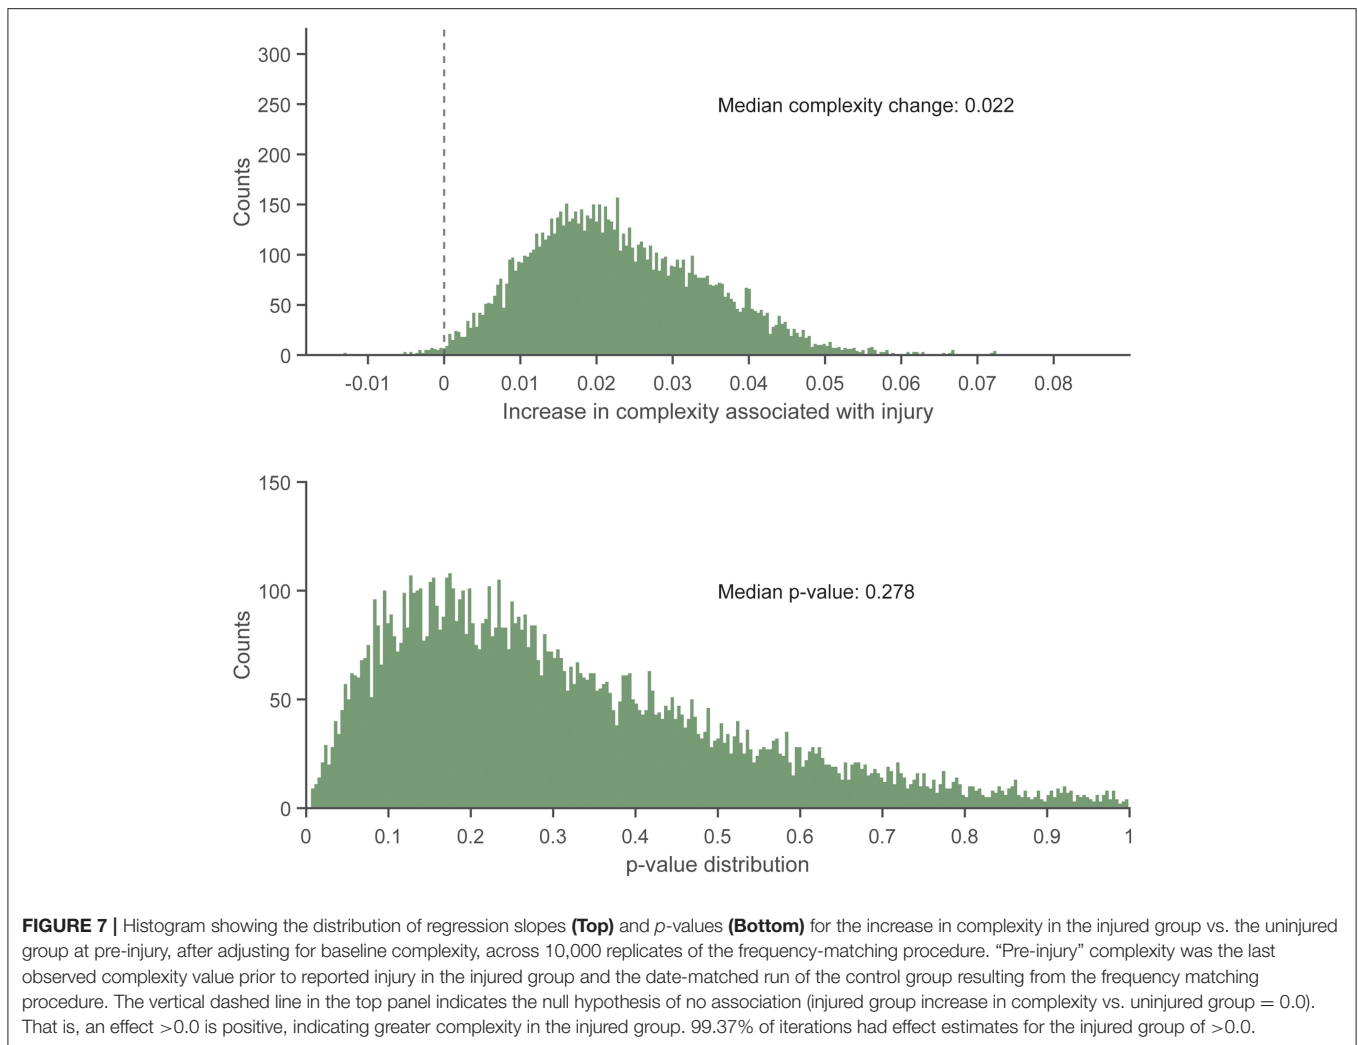 300
250
200
150
100
50
0
Counts
Median complexity change: 0.022
-0.01 0 0.01 0.02 0.03 0.04 0.05 0.06 0.07 0.08
Increase in complexity associated with injury
150
100
50
0
Counts
Median p-value: 0.278
0 0.1 0.2 0.3 0.4 0.5 0.6 0.7 0.8 0.9 1
p-value distribution
FIGURE 7 | Histogram showing the distribution of regression slopes (Top) and p-values (Bottom) for the increase in complexity in the injured group vs. the uninjured
group at pre-injury, after adjusting for baseline complexity, across 10,000 replicates of the frequency-matching procedure. “Pre-injury” complexity was the last
observed complexity value prior to reported injury in the injured group and the date-matched run of the control group resulting from the frequency matching
procedure. The vertical dashed line in the top panel indicates the null hypothesis of no association (injured group increase in complexity vs. uninjured group = 0.0).
That is, an effect >0.0 is positive, indicating greater complexity in the injured group. 99.37% of iterations had effect estimates for the injured group of >0.0.